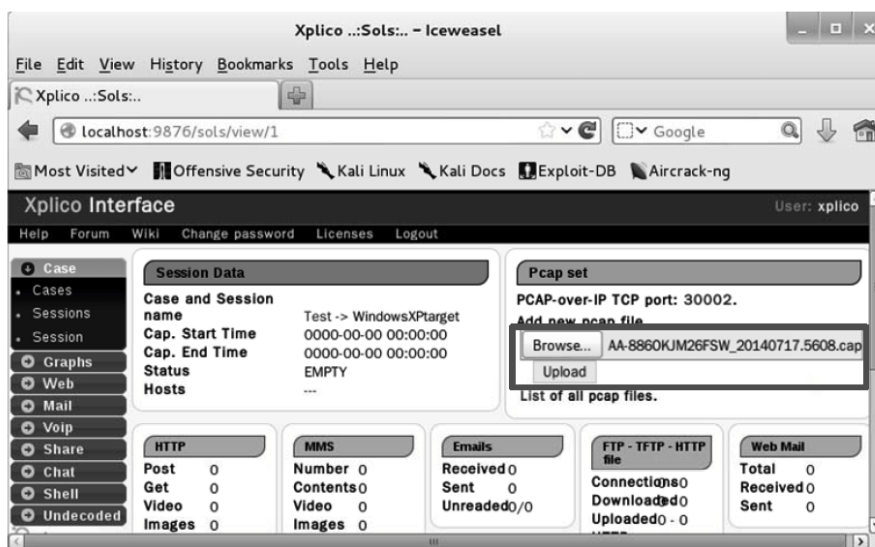 Xplico ..:Sols:.. – Iceweasel
File Edit View History Bookmarks Tools Help
Xplico ..:Sols:..
localhost:9876/sols/view/1
Google
Most Visited Offensive Security Kali Linux Kali Docs Exploit-DB Aircrack-ng
Xplico Interface
User: xplico
Help Forum Wiki Change password Licenses Logout
Case
Cases
Sessions
Session
Graphs
Web
Mail
Voip
Share
Chat
Shell
Undecoded
Session Data
Case and Session name Test -> WindowsXPtarget
Cap. Start Time 0000-00-00 00:00:00
Cap. End Time 0000-00-00 00:00:00
Status EMPTY
Hosts ---
Pcap set
PCAP-over-IP TCP port: 30002.
Add new pcap file.
Browse... AA-8860KJM26FSW_20140717.5608.cap
Upload
List of all pcap files.
HTTP
Post 0
Get 0
Video 0
Images 0
MMS
Number 0
Contents 0
Video 0
Images 0
Emails
Received 0
Sent 0
Unreaded 0/0
FTP - TFTP - HTTP file
Connections 0 - 0
Downloaded 0 - 0
Uploaded 0 - 0
HTTP
Web Mail
Total 0
Received 0
Sent 0